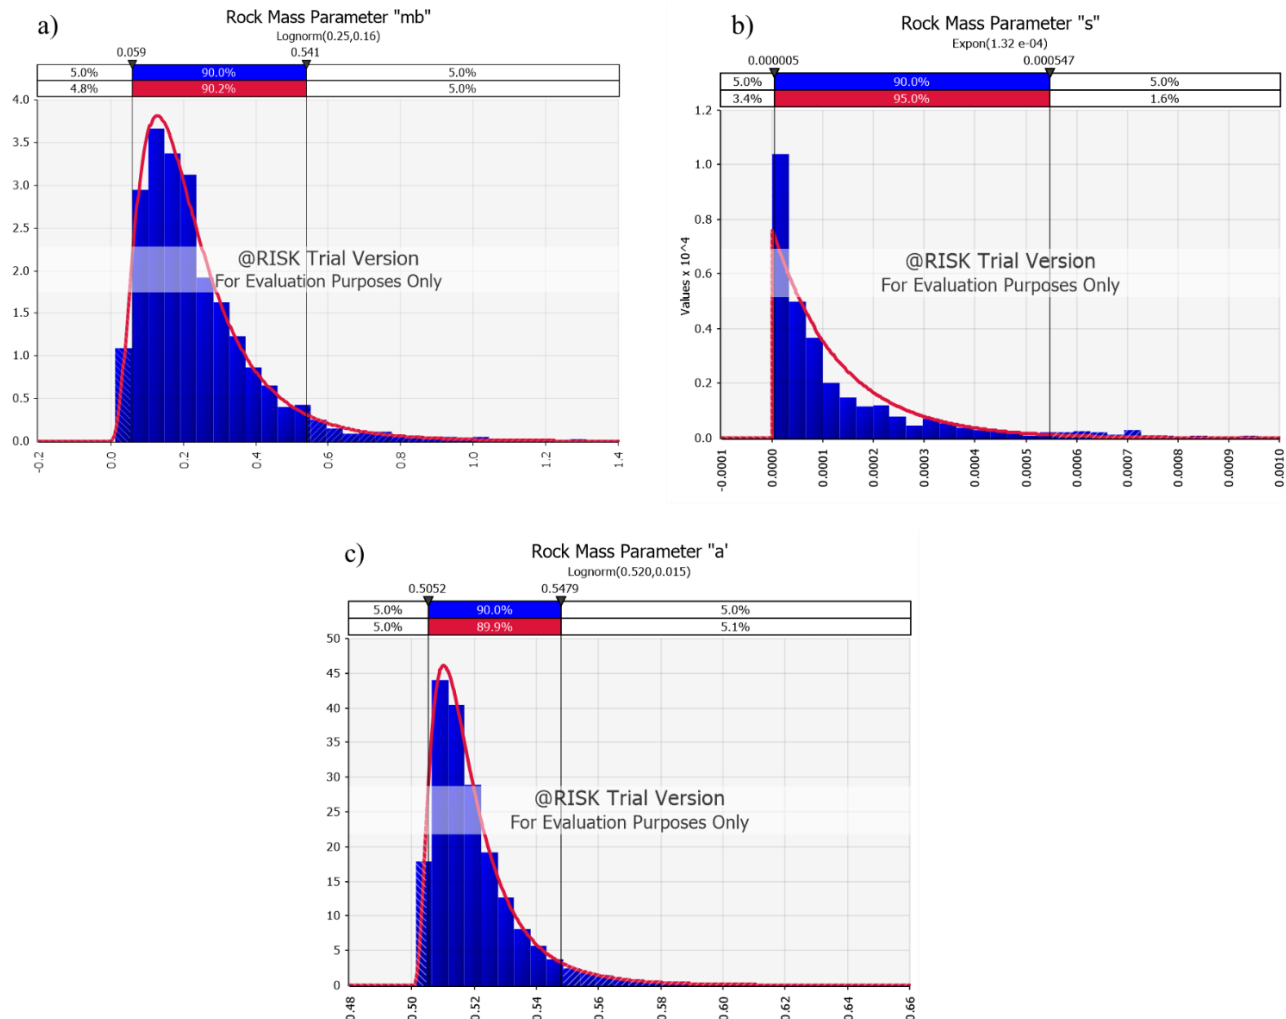 a)
Rock Mass Parameter "mb"
Lognorm(0.25,0.16)
0.059 0.541
5.0% 90.0% 5.0%
4.8% 90.2% 5.0%
4.0
3.5
3.0
2.5
2.0
1.5
1.0
0.5
0.0
@RISK Trial Version
For Evaluation Purposes Only
-0.2 0.0 0.2 0.4 0.6 0.8 1.0 1.2 1.4
b)
Rock Mass Parameter "s"
Expon(1.32 e-04)
0.000005 0.000547
5.0% 90.0% 5.0%
3.4% 95.0% 1.6%
1.2
1.0
0.8
0.6
0.4
0.2
0.0
Values x 10^4
@RISK Trial Version
For Evaluation Purposes Only
-0.0001 0.0000 0.0001 0.0002 0.0003 0.0004 0.0005 0.0006 0.0007 0.0008 0.0009 0.0010
c)
Rock Mass Parameter "a'
Lognorm(0.520,0.015)
0.5052 0.5479
5.0% 90.0% 5.0%
5.0% 89.9% 5.1%
50
45
40
35
30
25
20
15
10
5
0
@RISK Trial Version
For Evaluation Purposes Only
0.48 0.50 0.52 0.54 0.56 0.58 0.60 0.62 0.64 0.66